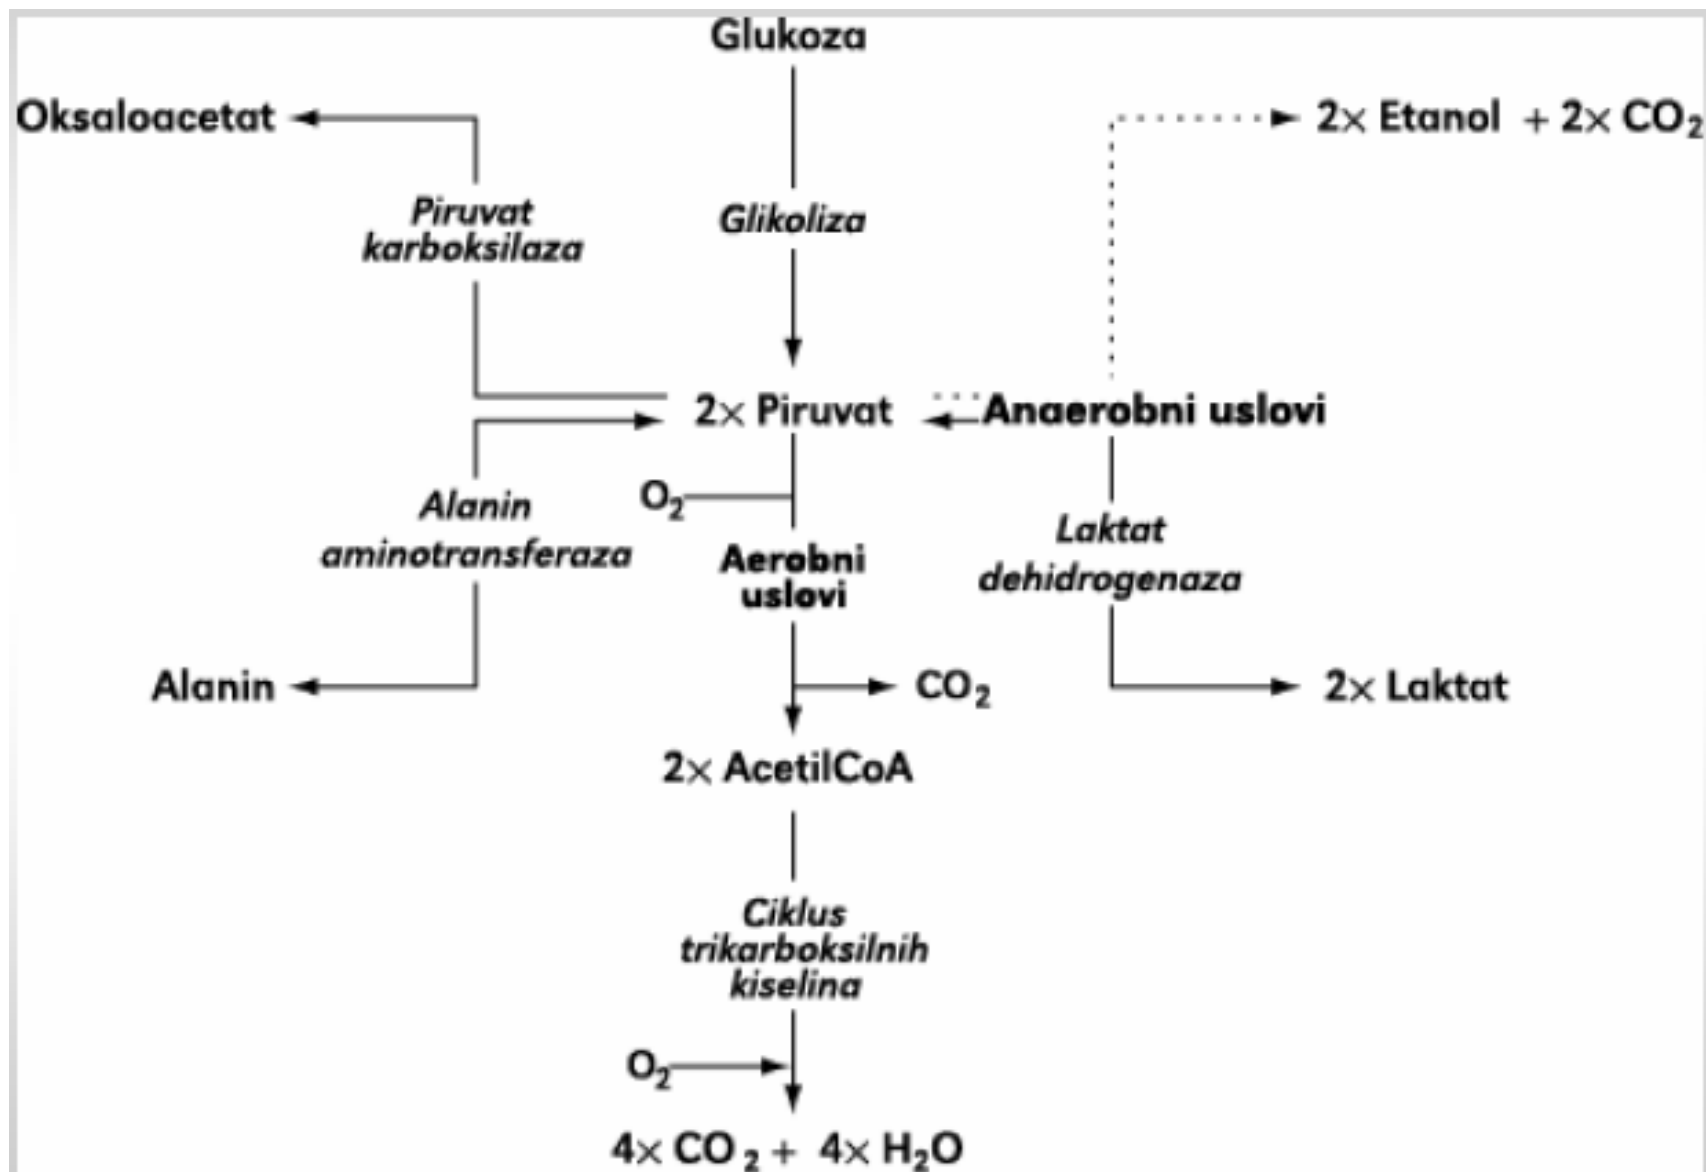 Glukoza
Oksaloacetat
2× Etanol + 2× CO₂
Piruvat
karboksilaza
Glikoliza
2× Piruvat
Anaerobni uslovi
O₂
Alanin
aminotransferaza
Aerobni
uslovi
Laktat
dehidrogenaza
Alanin
CO₂
2× Laktat
2× AcetilCoA
Ciklus
trikarboksilnih
kiselina
O₂
4× CO₂ + 4× H₂O